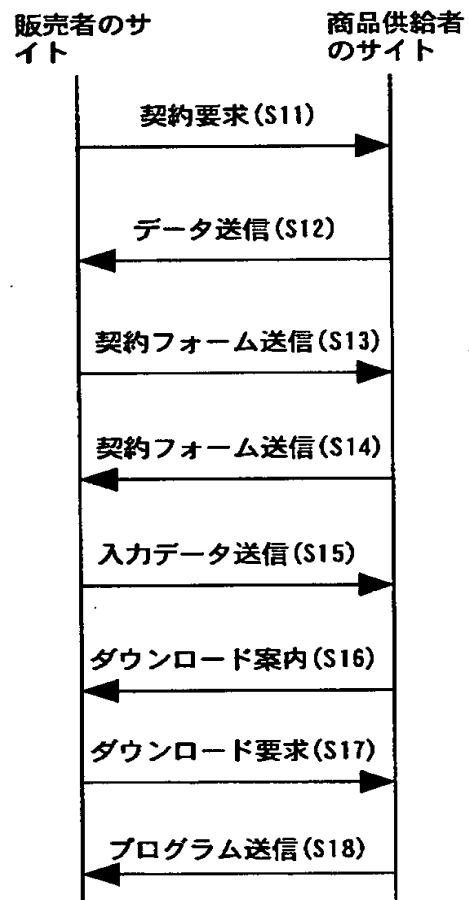 販売者のサ
イト
商品供給者
のサイト
契約要求(S11)
データ送信(S12)
契約フォーム送信(S13)
契約フォーム送信(S14)
入力データ送信(S15)
ダウンロード案内(S16)
ダウンロード要求(S17)
プログラム送信(S18)